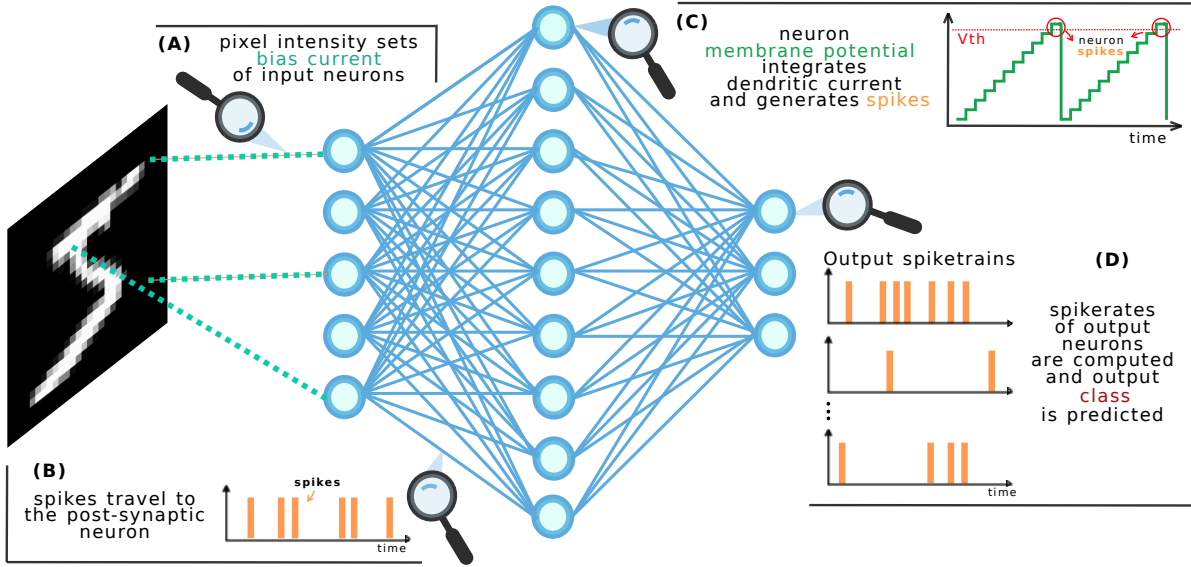 (A)
pixel intensity sets
bias current
of input neurons
(C)
neuron
membrane potential
integrates
dendritic current
and generates spikes
Vth
neuron
spikes
time
Output spiketrains
(D)
spikerates
of output
neurons
are computed
and output
class
is predicted
time
(B)
spikes travel to
the post-synaptic
neuron
spikes
time